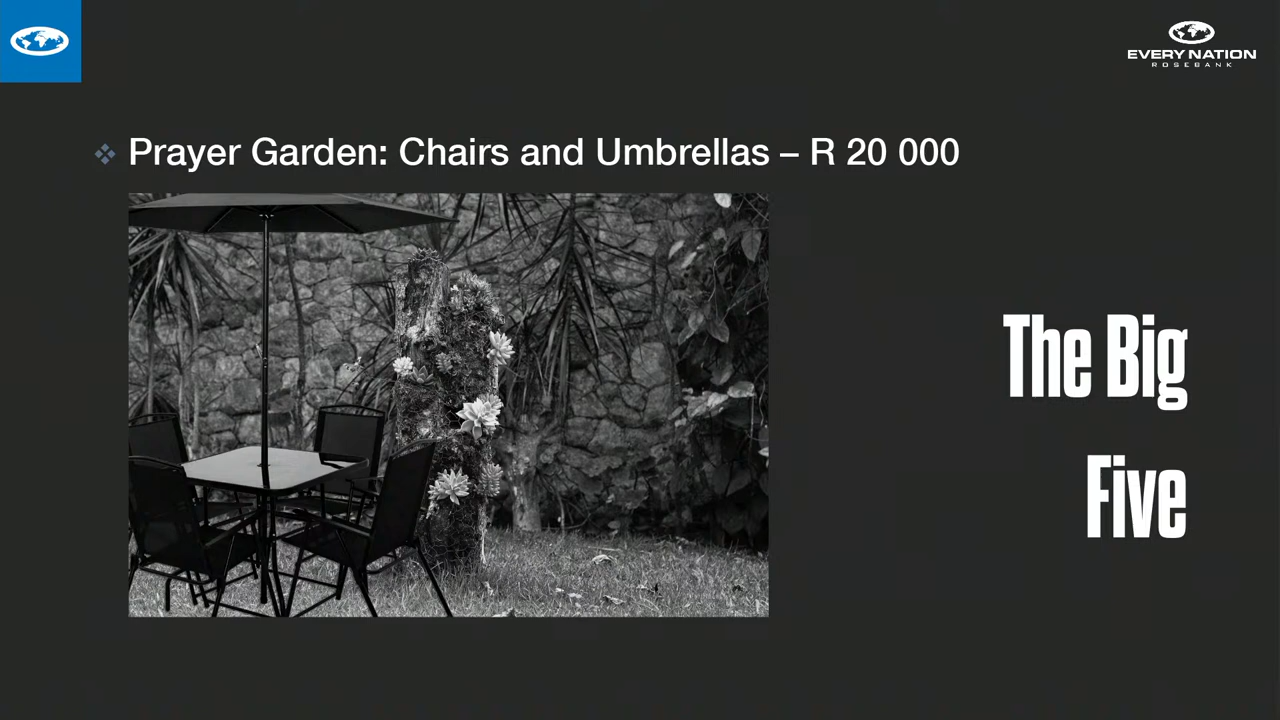 EVERY NATION
ROSEBANK
Prayer Garden: Chairs and Umbrellas – R 20 000
The Big
Five